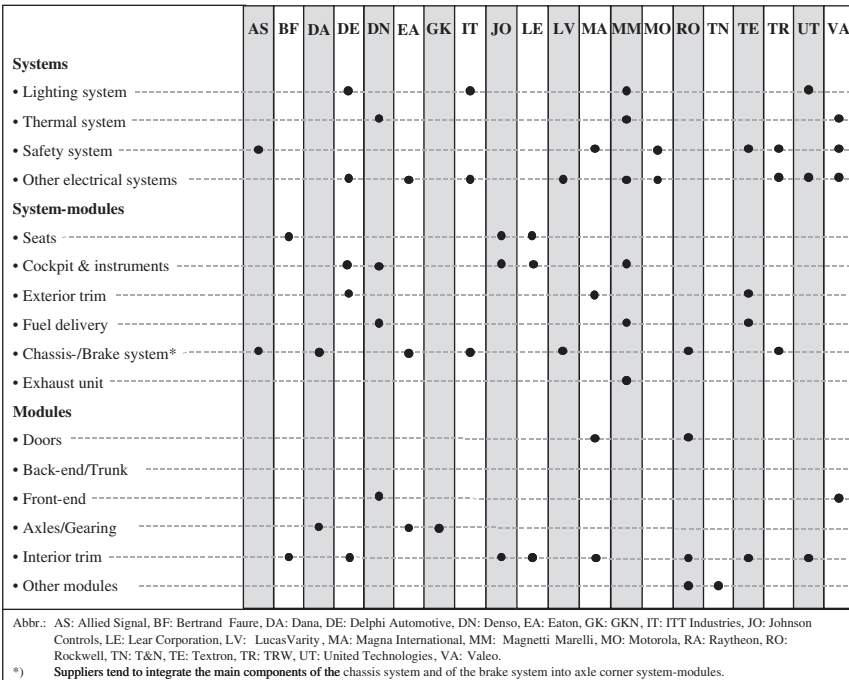 AS BF DA DE DN EA GK IT JO LE LV MA MM MO RO TN TE TR UT VA
Systems
• Lighting system
• Thermal system
• Safety system
• Other electrical systems
System-modules
• Seats
• Cockpit & instruments
• Exterior trim
• Fuel delivery
• Chassis-/Brake system*
• Exhaust unit
Modules
• Doors
• Back-end/Trunk
• Front-end
• Axles/Gearing
• Interior trim
• Other modules
Abbr.: AS: Allied Signal, BF: Bertrand Faure, DA: Dana, DE: Delphi Automotive, DN: Denso, EA: Eaton, GK: GKN, IT: ITT Industries, JO: Johnson
Controls, LE: Lear Corporation, LV: LucasVarity, MA: Magna International, MM: Magnetti Marelli, MO: Motorola, RA: Raytheon, RO:
Rockwell, TN: T&N, TE: Textron, TR: TRW, UT: United Technologies, VA: Valeo.
*) Suppliers tend to integrate the main components of the chassis system and of the brake system into axle corner system-modules.